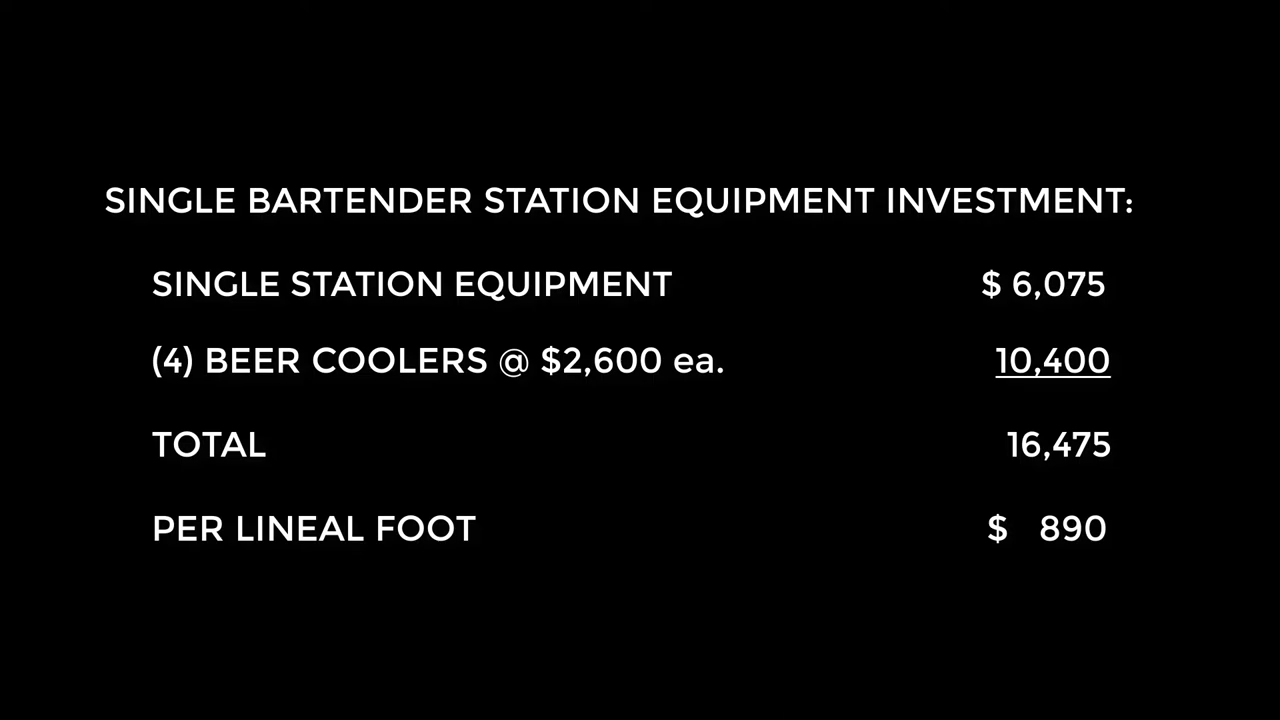 SINGLE BARTENDER STATION EQUIPMENT INVESTMENT:
SINGLE STATION EQUIPMENT $ 6,075
(4) BEER COOLERS @ $2,600 ea. 10,400
TOTAL 16,475
PER LINEAL FOOT $ 890